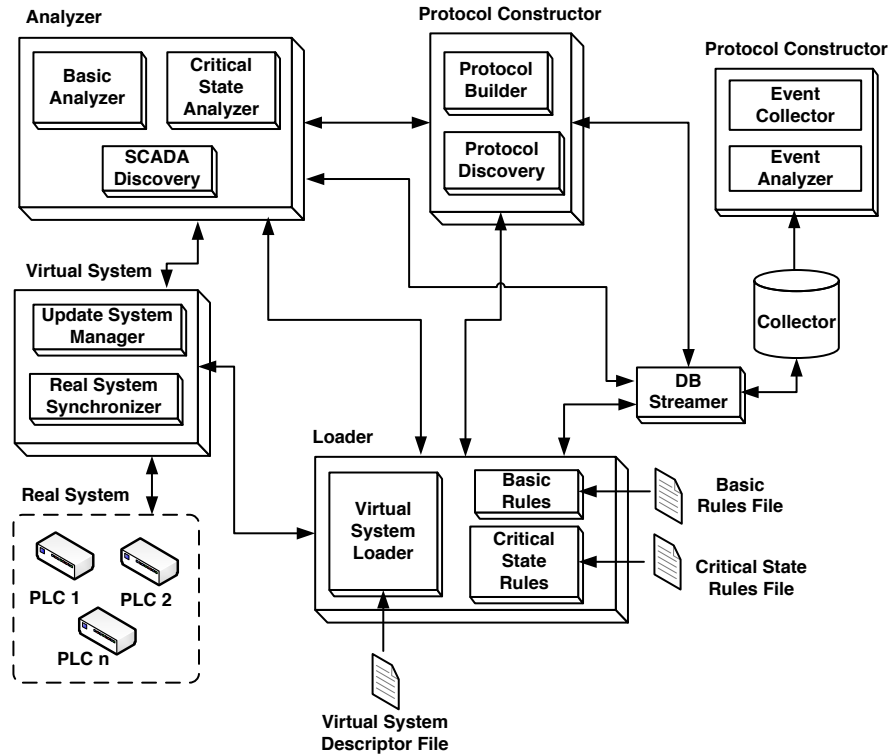 Analyzer
Basic
Analyzer
Critical
State
Analyzer
SCADA
Discovery
Protocol Constructor
Protocol
Builder
Protocol
Discovery
Protocol Constructor
Event
Collector
Event
Analyzer
Collector
DB
Streamer
Virtual System
Update System
Manager
Real System
Synchronizer
Real System
PLC 1
PLC 2
PLC n
Loader
Virtual
System
Loader
Basic
Rules
Critical
State
Rules
Basic
Rules File
Critical State
Rules File
Virtual System
Descriptor File